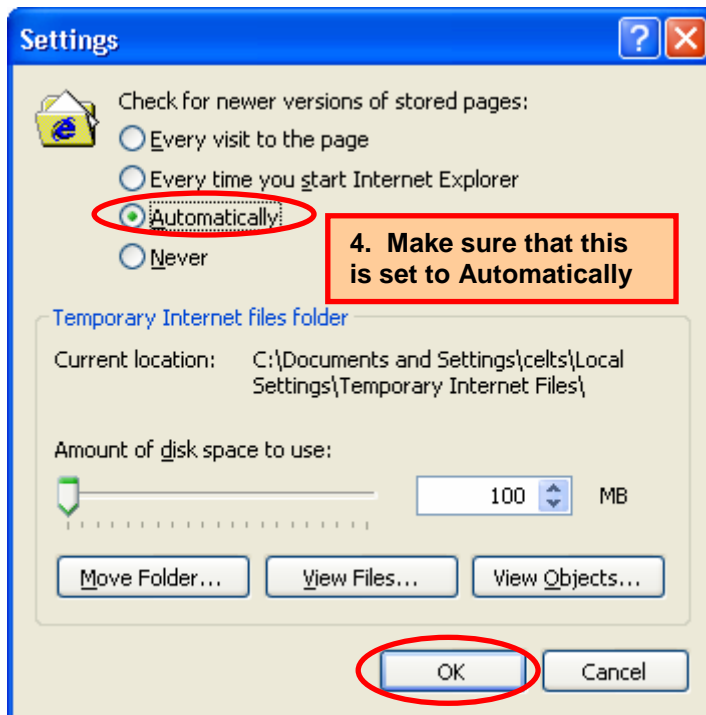 Settings
?
Check for newer versions of stored pages:
Every visit to the page
Every time you start Internet Explorer
Automatically
Never
4. Make sure that this
is set to Automatically
Temporary Internet files folder
Current location:
C:\Documents and Settings\celts\Local
Settings\Temporary Internet Files\
Amount of disk space to use:
100 MB
Move Folder... View Files... View Objects...
OK Cancel